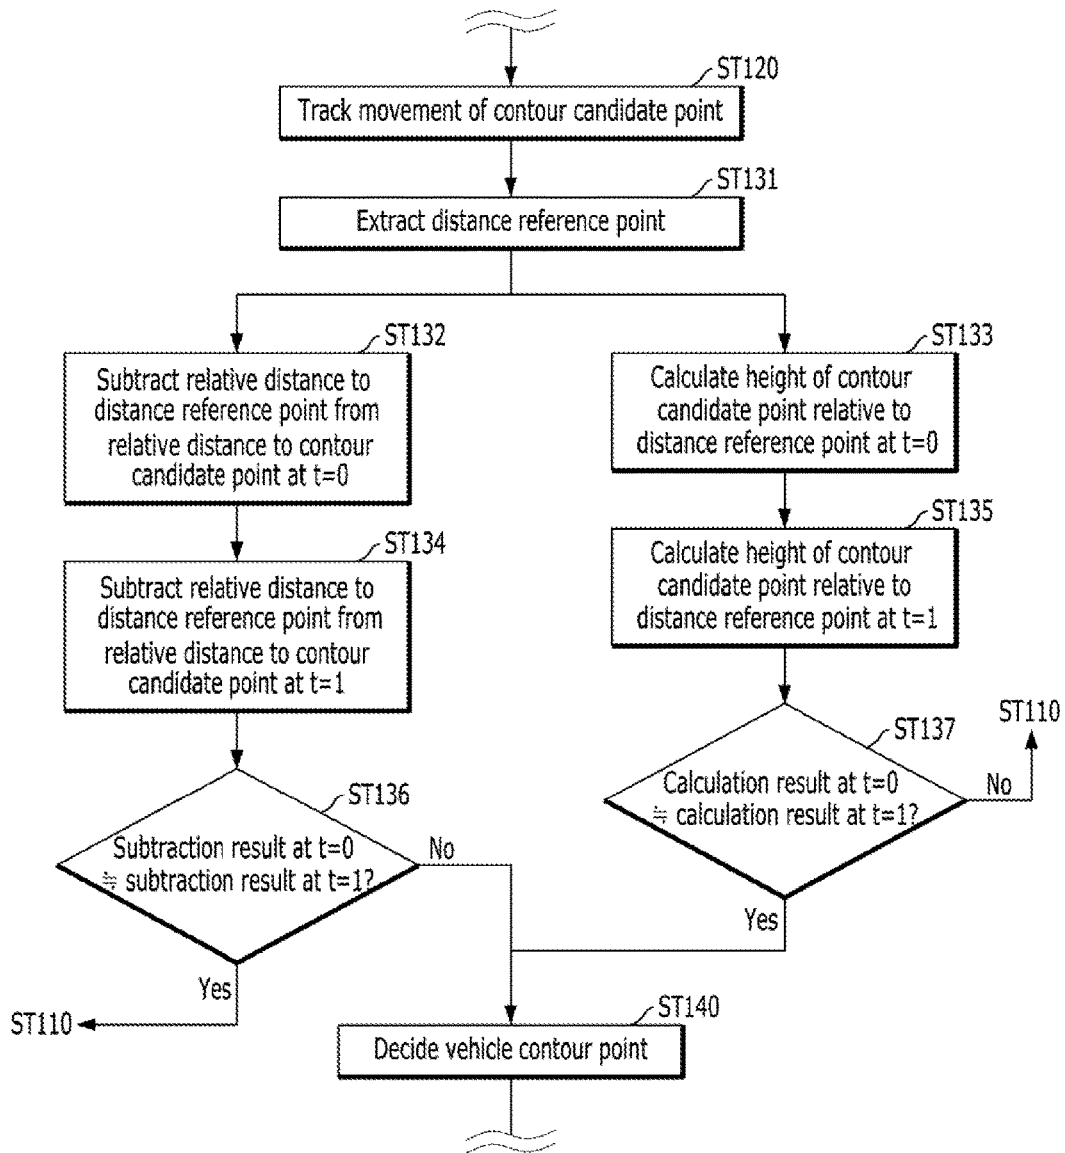 ST120
Track movement of contour candidate point
ST131
Extract distance reference point
ST132
Subtract relative distance to
distance reference point from
relative distance to contour
candidate point at t=0
ST133
Calculate height of contour
candidate point relative to
distance reference point at t=0
ST134
Subtract relative distance to
distance reference point from
relative distance to contour
candidate point at t=1
ST135
Calculate height of contour
candidate point relative to
distance reference point at t=1
ST136
Subtraction result at t=0
≒ subtraction result at t=1?
No
Yes
ST110
ST137
Calculation result at t=0
≒ calculation result at t=1?
No
ST110
Yes
ST140
Decide vehicle contour point